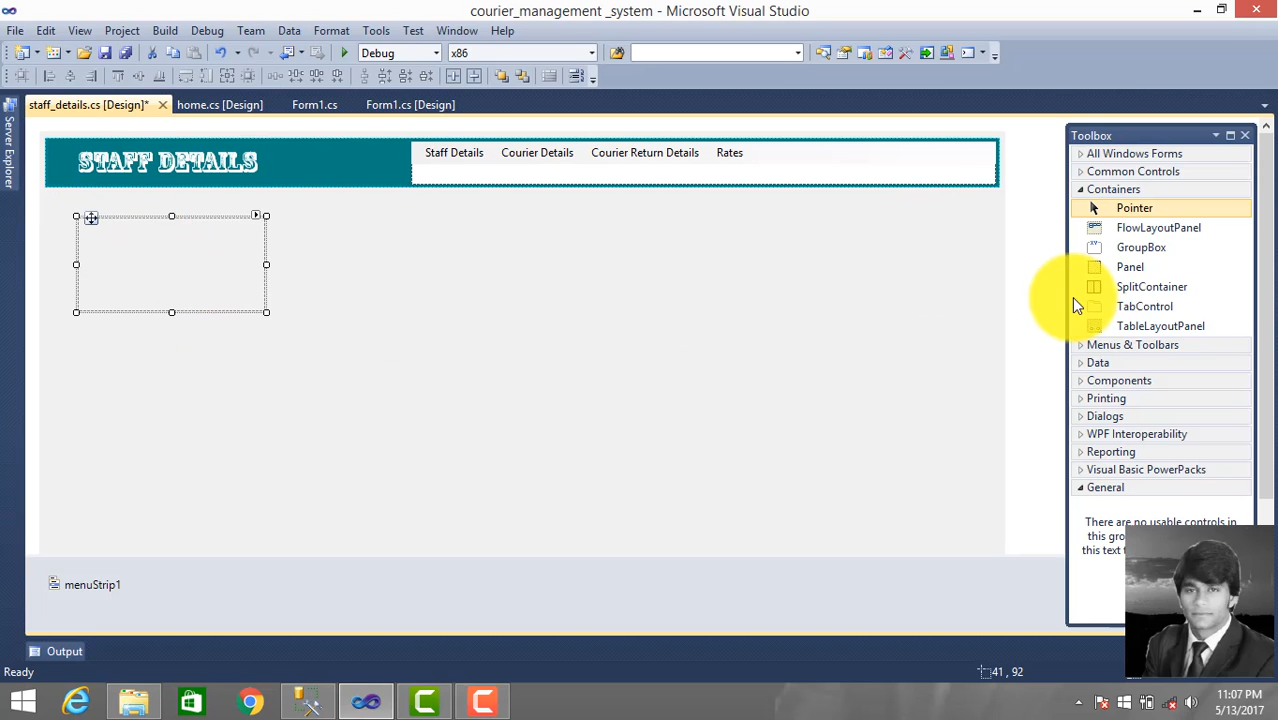 courier_management _system - Microsoft Visual Studio
File Edit View Project Build Debug Team Data Format Tools Test Window Help
Debug x86
staff_details.cs [Design]* home.cs [Design] Form1.cs Form1.cs [Design]
Server Explorer
STAFF DETAILS
Staff Details Courier Details Courier Return Details Rates
Toolbox
All Windows Forms
Common Controls
Containers
Pointer
FlowLayoutPanel
GroupBox
Panel
SplitContainer
TabControl
TableLayoutPanel
Menus & Toolbars
Data
Components
Printing
Dialogs
WPF Interoperability
Reporting
Visual Basic PowerPacks
General
There are no usable controls in
this
this text
menuStrip1
Output
Ready
41 , 92
11:07 PM
5/13/2017